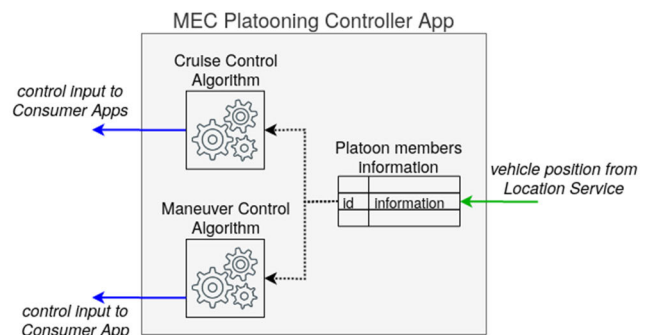 MEC Platooning Controller App
Cruise Control
Algorithm
control input to
Consumer Apps
Platoon members
information
vehicle position from
Location Service
id information
Maneuver Control
Algorithm
control input to
Consumer App